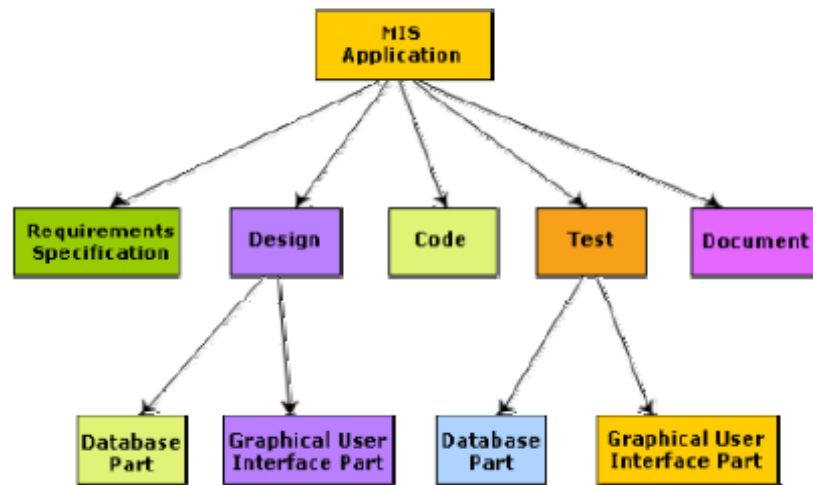 MIS
Application
Requirements
Specification
Design
Code
Test
Document
Database
Part
Graphical User
Interface Part
Database
Part
Graphical User
Interface Part